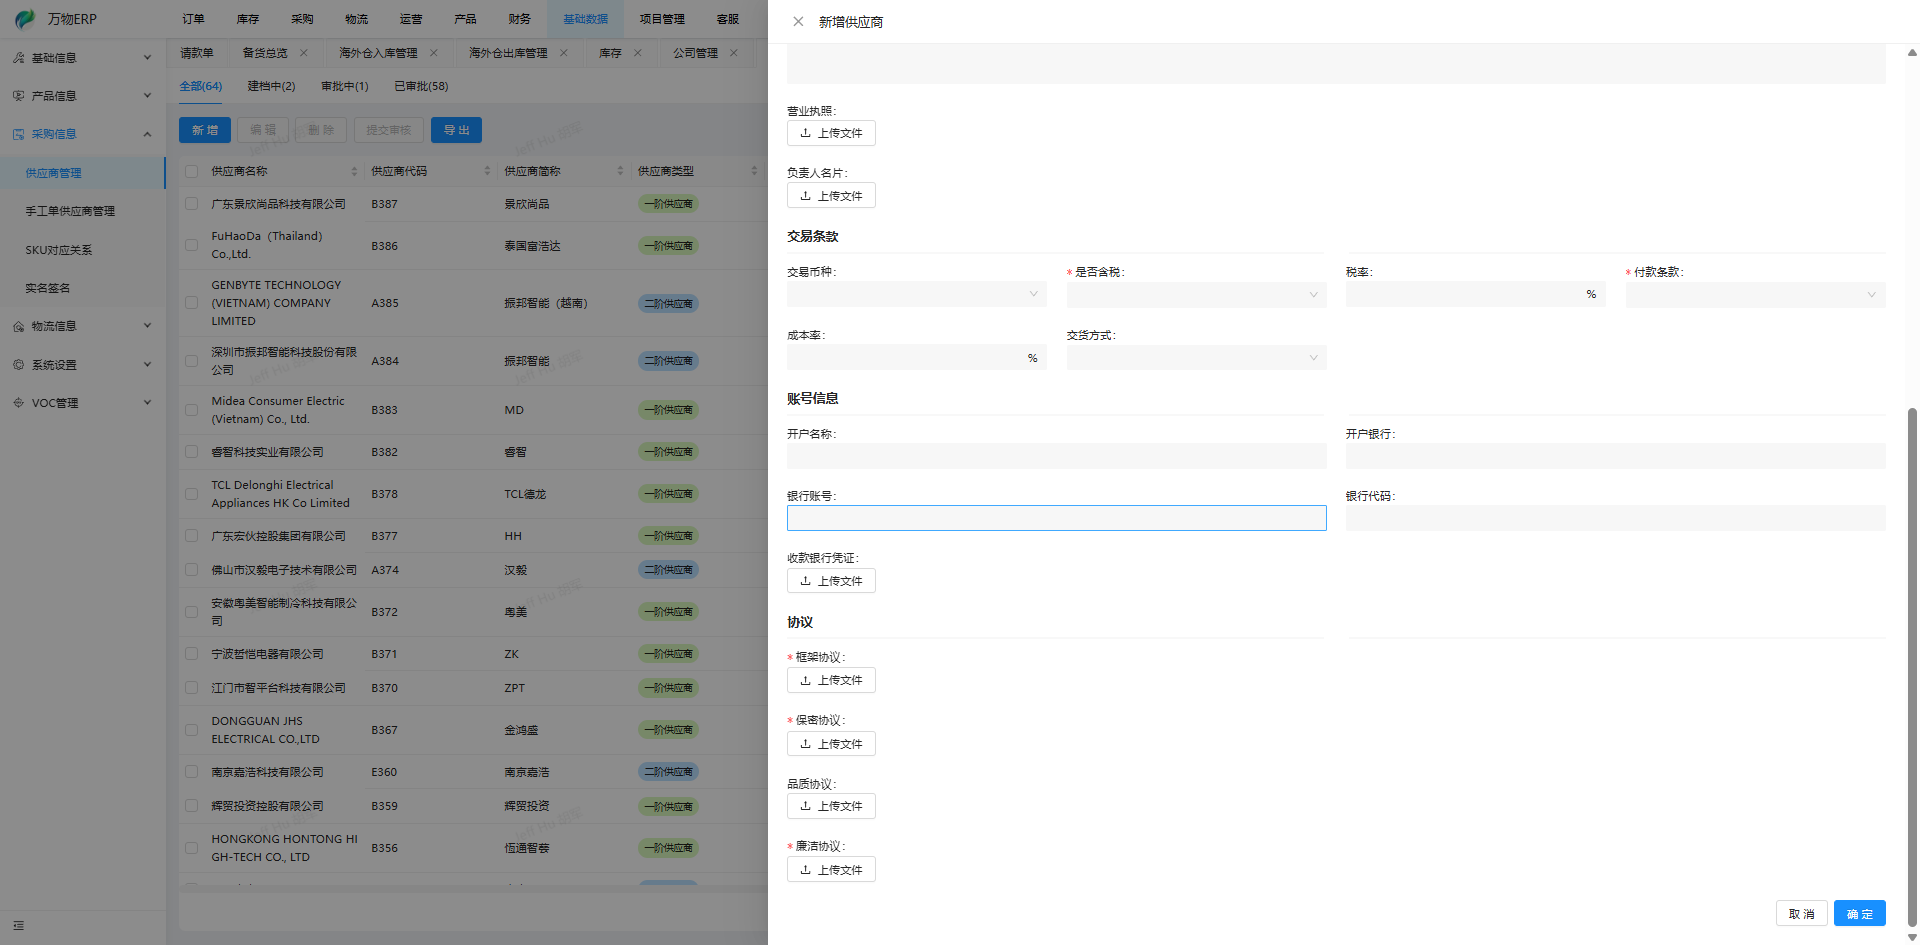 万物ERP
订单 库存 采购 物流 运营 产品 财务 基础数据 项目管理 客服
基础信息
产品信息
采购信息
供应商管理
手工单供应商管理
SKU对应关系
实名签名
物流信息
系统设置
VOC管理
请款单 备货总览 海外仓入库管理 海外仓出库管理 库存 公司管理
全部(64) 建档中(2) 审批中(1) 已审批(58)
新 增 编 辑 删 除 提交审核 导 出
供应商名称 供应商代码 供应商简称 供应商类型
广东景欣尚品科技有限公司 B387 景欣尚品 一阶供应商
FuHaoDa（Thailand）
Co.,Ltd.
B386 泰国富浩达 一阶供应商
GENBYTE TECHNOLOGY
(VIETNAM) COMPANY
LIMITED
A385 振邦智能（越南） 二阶供应商
深圳市振邦智能科技股份有限
公司
A384 振邦智能 二阶供应商
Midea Consumer Electric
(Vietnam) Co., Ltd.
B383 MD 一阶供应商
睿智科技实业有限公司 B382 睿智 一阶供应商
TCL Delonghi Electrical
Appliances HK Co Limited
B378 TCL德龙 一阶供应商
广东宏伙控股集团有限公司 B377 HH 一阶供应商
佛山市汉毅电子技术有限公司 A374 汉毅 二阶供应商
安徽粤美智能制冷科技有限公
司
B372 粤美 一阶供应商
宁波哲恺电器有限公司 B371 ZK 一阶供应商
江门市智平台科技有限公司 B370 ZPT 一阶供应商
DONGGUAN JHS
ELECTRICAL CO.,LTD
B367 金鸿盛 一阶供应商
南京嘉浩科技有限公司 E360 南京嘉浩 二阶供应商
辉贸投资控股有限公司 B359 辉贸投资 一阶供应商
HONGKONG HONTONG HI
GH-TECH CO., LTD
B356 恒通智荟 一阶供应商
Jeff Hu
Jeff Hu
Jeff Hu
Jeff Hu
Jeff Hu
Jeff Hu
Jeff Hu
Jeff Hu
新增供应商
营业执照:
上传文件
负责人名片:
上传文件
交易条款
交易币种: * 是否含税: 税率: * 付款条款:
%
成本率: 交货方式:
%
账号信息
开户名称: 开户银行:
银行账号: 银行代码:
收款银行凭证:
上传文件
协议
* 框架协议:
上传文件
* 保密协议:
上传文件
品质协议:
上传文件
* 廉洁协议:
上传文件
取 消 确 定